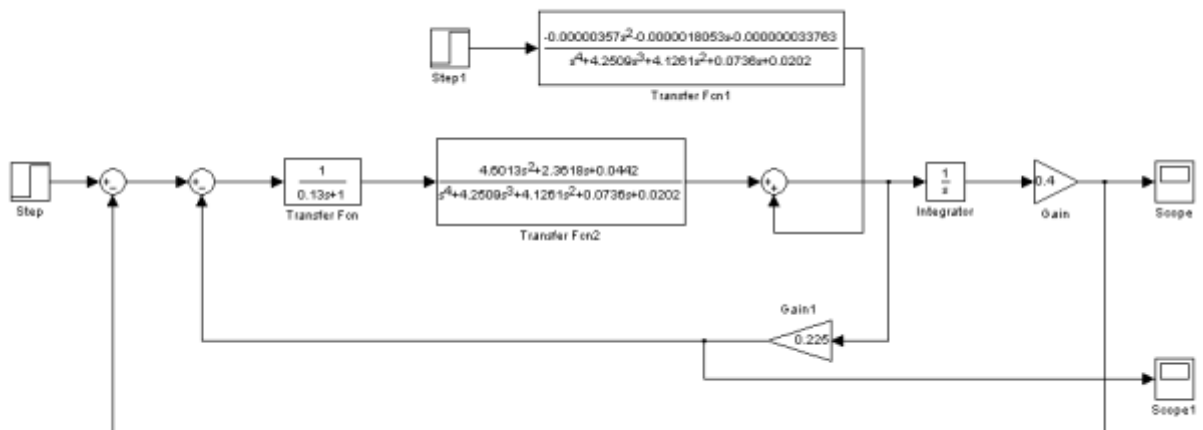 -0.00000357s²-0.0000018053s-0.000000033763
s⁴+4.2509s³+4.1261s²+0.0736s+0.0202
Step1
Transfer Fcn1
Step
+-
+-
1
0.13s+1
Transfer Fcn
4.6013s²+2.3618s+0.0442
s⁴+4.2509s³+4.1261s²+0.0736s+0.0202
Transfer Fcn2
++
1
s
Integrator
0.4
Gain
Scope
Gain1
0.225
Scope1